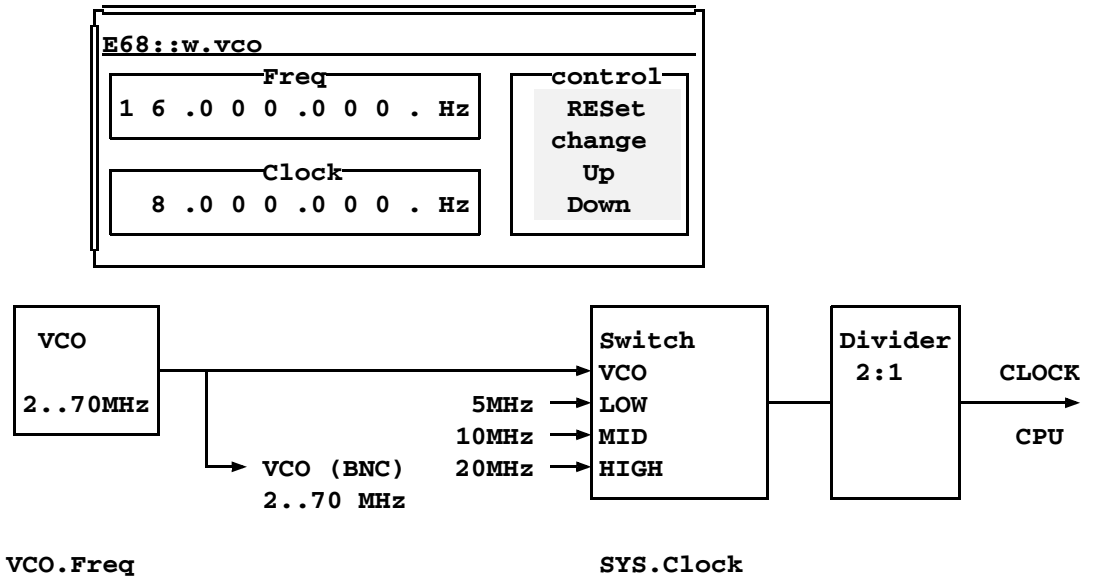 E68::w.vco
Freq control
1 6 .0 0 0 .0 0 0 . Hz RESet
change
Clock Up
8 .0 0 0 .0 0 0 . Hz Down
VCO Switch Divider
VCO 2:1 CLOCK
2..70MHz 5MHz LOW
10MHz MID CPU
VCO (BNC) 20MHz HIGH
2..70 MHz
VCO.Freq SYS.Clock